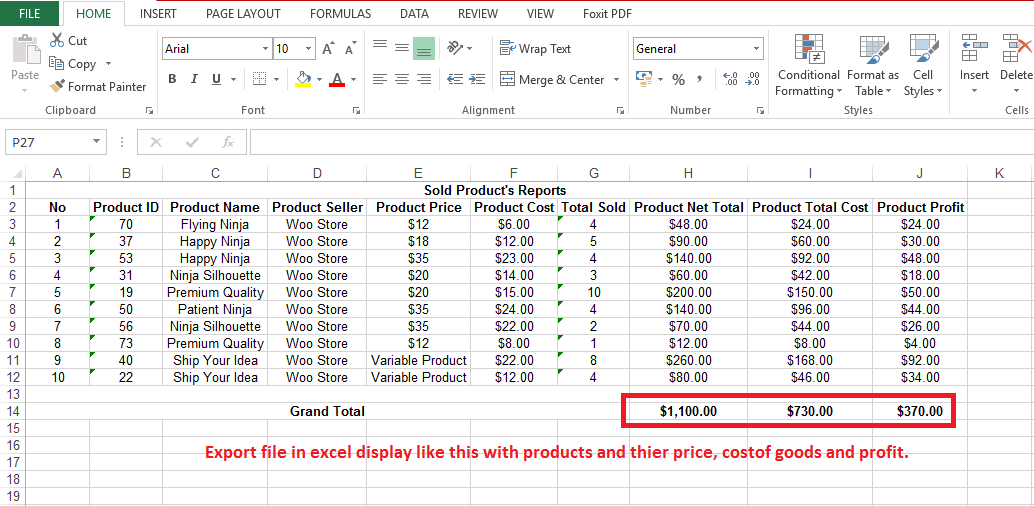 FILE HOME INSERT PAGE LAYOUT FORMULAS DATA REVIEW VIEW Foxit PDF
Paste Cut Copy Format Painter Clipboard
Arial 10 A A B I U A Font
Wrap Text Merge & Center Alignment
General % , .0 .00 .00 .0 Number
Conditional Formatting Format as Table Cell Styles Styles
Insert Delete Cells
P27 fx
A B C D E F G H I J K
1 Sold Product's Reports
2 No Product ID Product Name Product Seller Product Price Product Cost Total Sold Product Net Total Product Total Cost Product Profit
3 1 70 Flying Ninja Woo Store $12 $6.00 4 $48.00 $24.00 $24.00
4 2 37 Happy Ninja Woo Store $18 $12.00 5 $90.00 $60.00 $30.00
5 3 53 Happy Ninja Woo Store $35 $23.00 4 $140.00 $92.00 $48.00
6 4 31 Ninja Silhouette Woo Store $20 $14.00 3 $60.00 $42.00 $18.00
7 5 19 Premium Quality Woo Store $20 $15.00 10 $200.00 $150.00 $50.00
8 6 50 Patient Ninja Woo Store $35 $24.00 4 $140.00 $96.00 $44.00
9 7 56 Ninja Silhouette Woo Store $35 $22.00 2 $70.00 $44.00 $26.00
10 8 73 Premium Quality Woo Store $12 $8.00 1 $12.00 $8.00 $4.00
11 9 40 Ship Your Idea Woo Store Variable Product $22.00 8 $260.00 $168.00 $92.00
12 10 22 Ship Your Idea Woo Store Variable Product $12.00 4 $80.00 $46.00 $34.00
13
14 Grand Total $1,100.00 $730.00 $370.00
15
16 Export file in excel display like this with products and thier price, costof goods and profit.
17
18
19